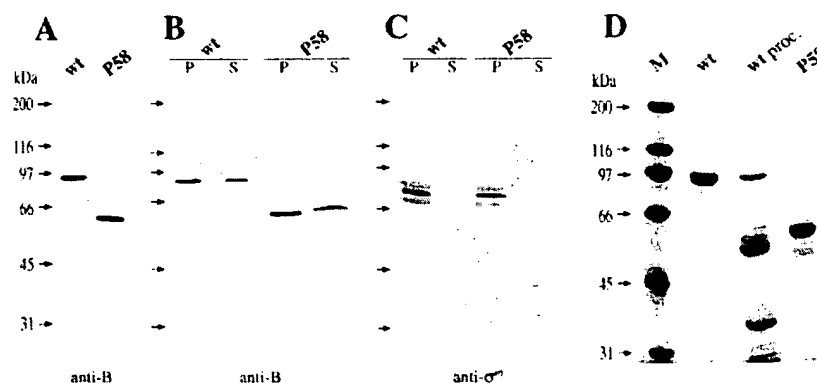 A
wt P58
kDa
200
116
97
66
45
31
anti-B
B
wt P58
P S P S
anti-B
C
wt P58
P S P S
D
M wt wt proc. P58
kDa
200
116
97
66
45
31